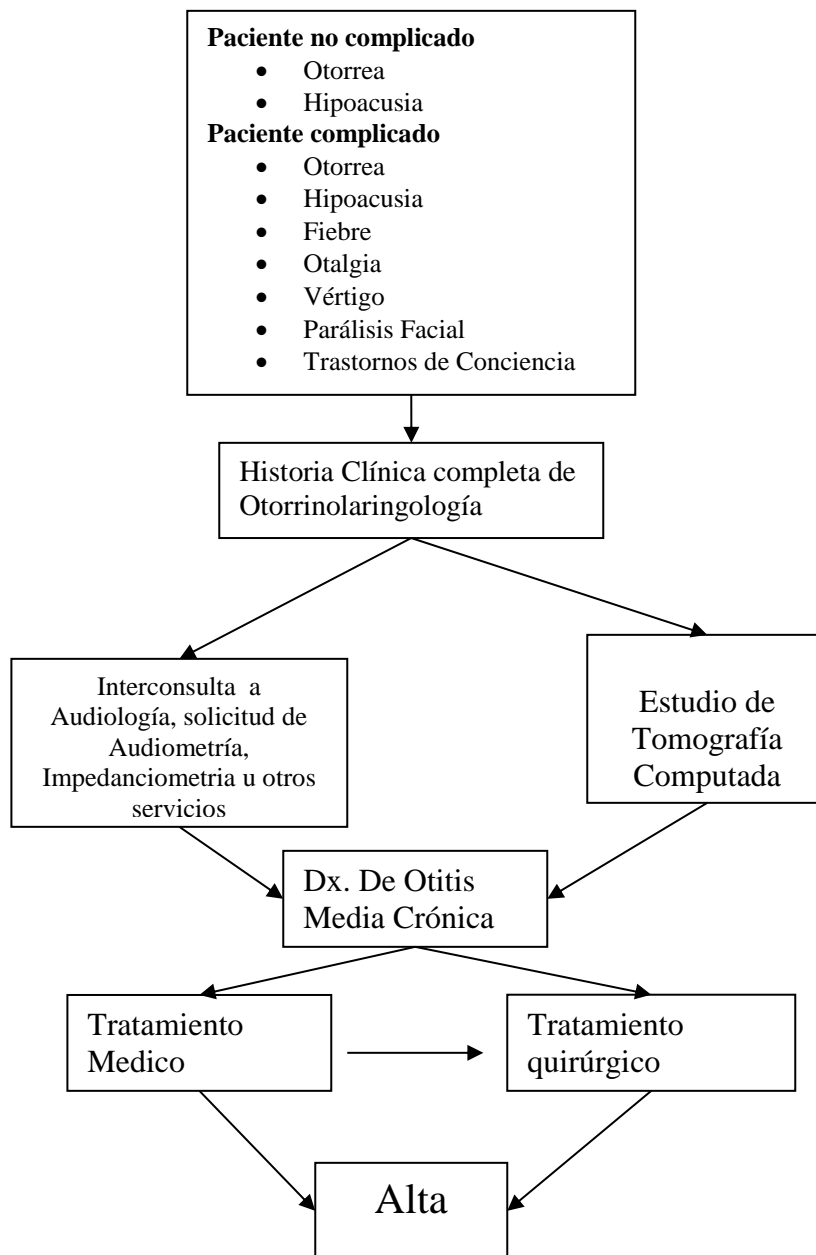 Paciente no complicado
• Otorrea
• Hipoacusia
Paciente complicado
• Otorrea
• Hipoacusia
• Fiebre
• Otalgia
• Vértigo
• Parálisis Facial
• Trastornos de Conciencia
Historia Clínica completa de
Otorrinolaringología
Interconsulta a
Audiología, solicitud de
Audiometría,
Impedanciometria u otros
servicios
Estudio de
Tomografía
Computada
Dx. De Otitis
Media Crónica
Tratamiento
Medico
Tratamiento
quirúrgico
Alta